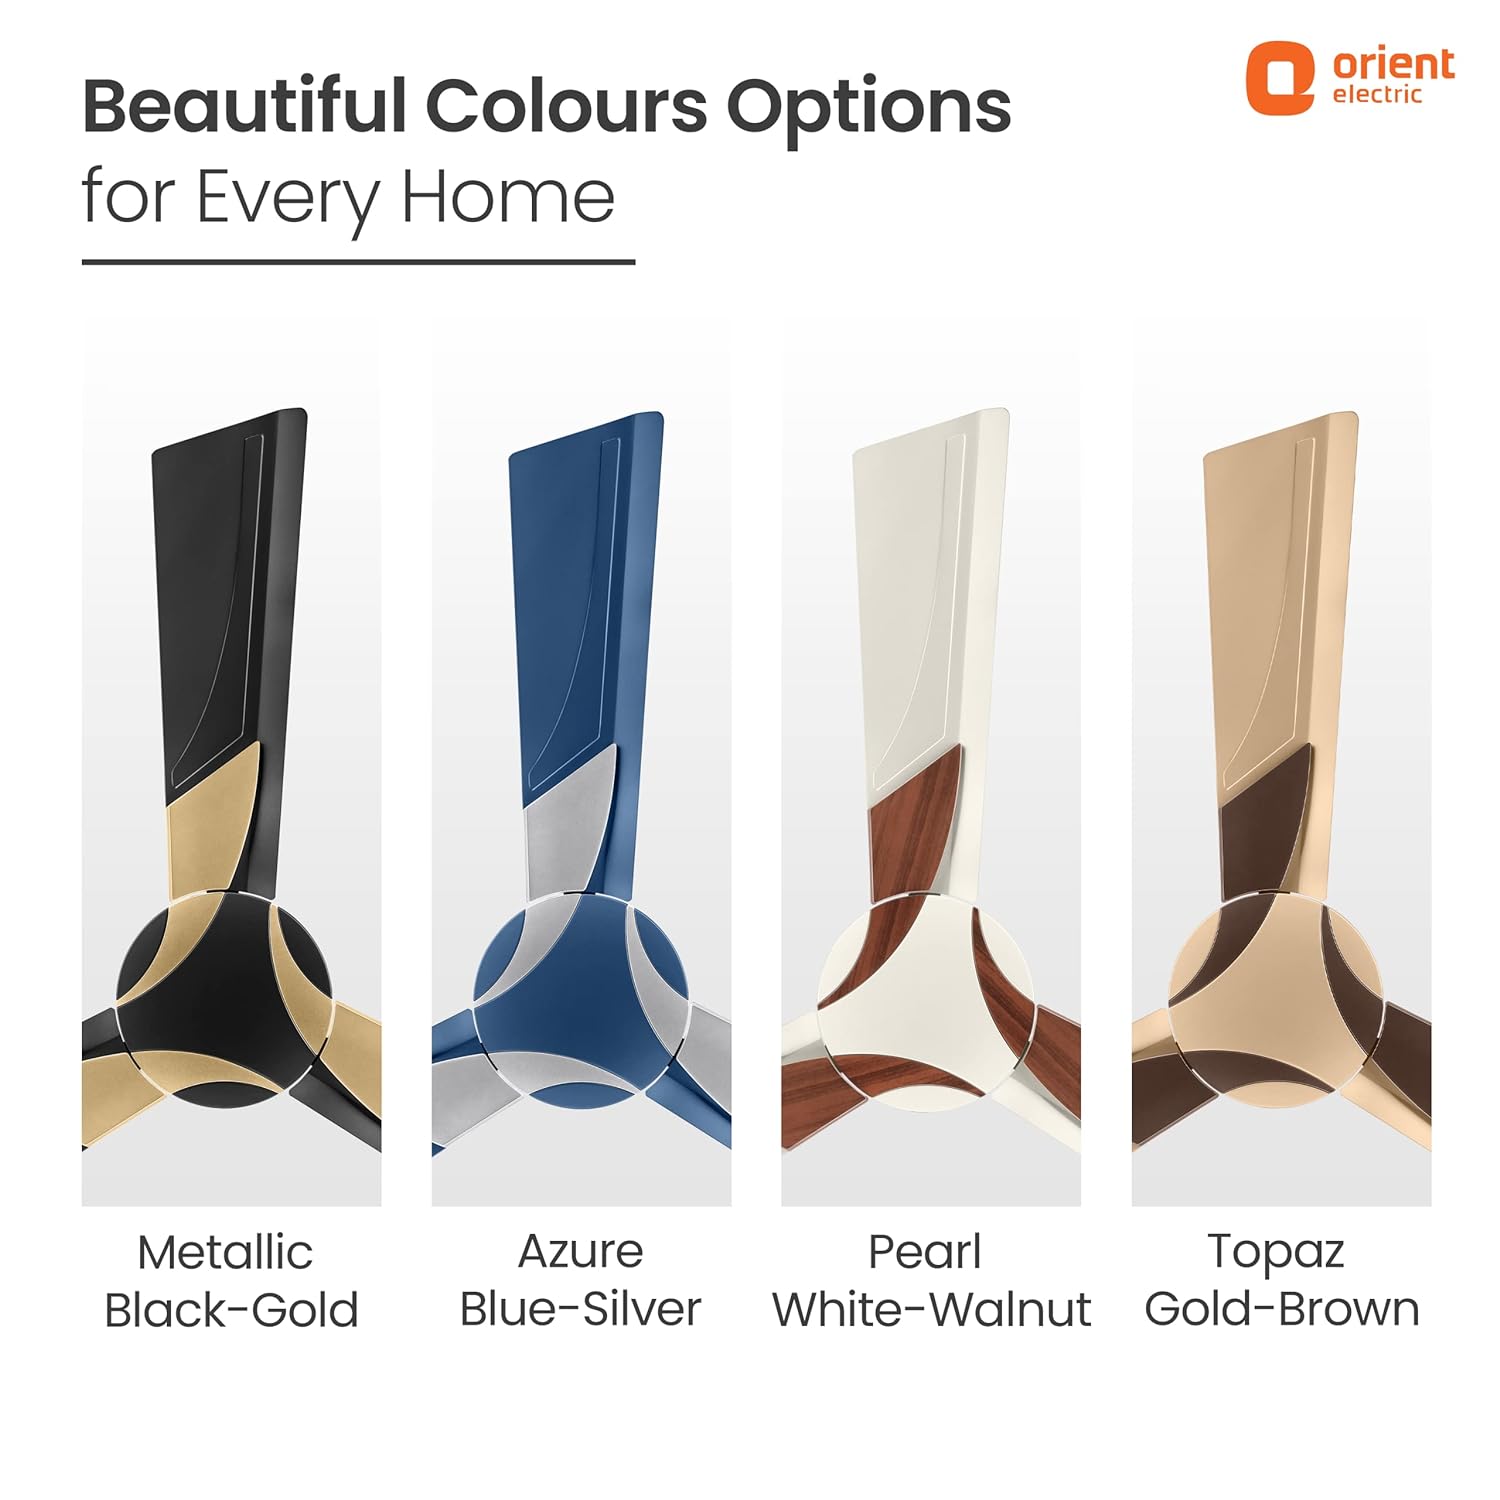 Beautiful Colours Options
for Every Home
orient
electric
Metallic
Black-Gold
Azure
Blue-Silver
Pearl
White-Walnut
Topaz
Gold-Brown